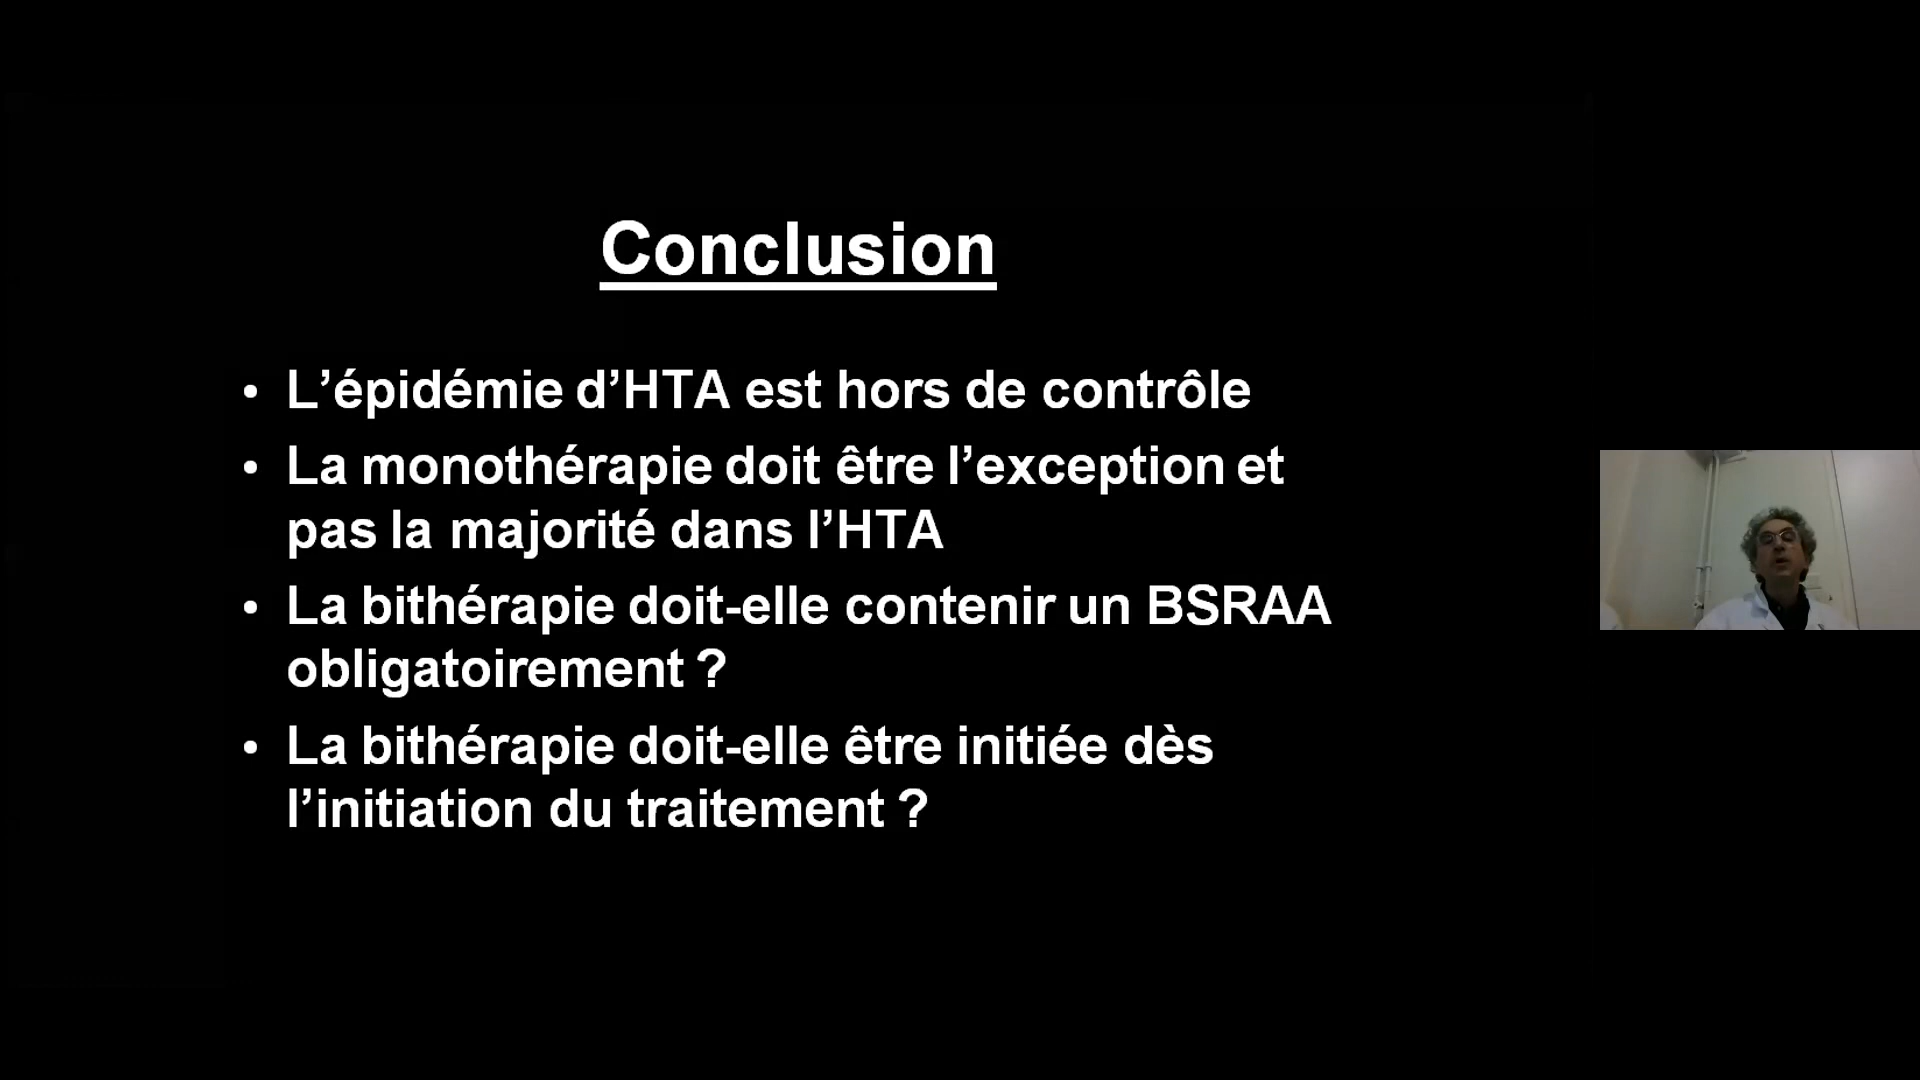 Conclusion
• L’épidémie d’HTA est hors de contrôle
• La monothérapie doit être l’exception et
pas la majorité dans l’HTA
• La bithérapie doit-elle contenir un BSRAA
obligatoirement ?
• La bithérapie doit-elle être initiée dès
l’initiation du traitement ?